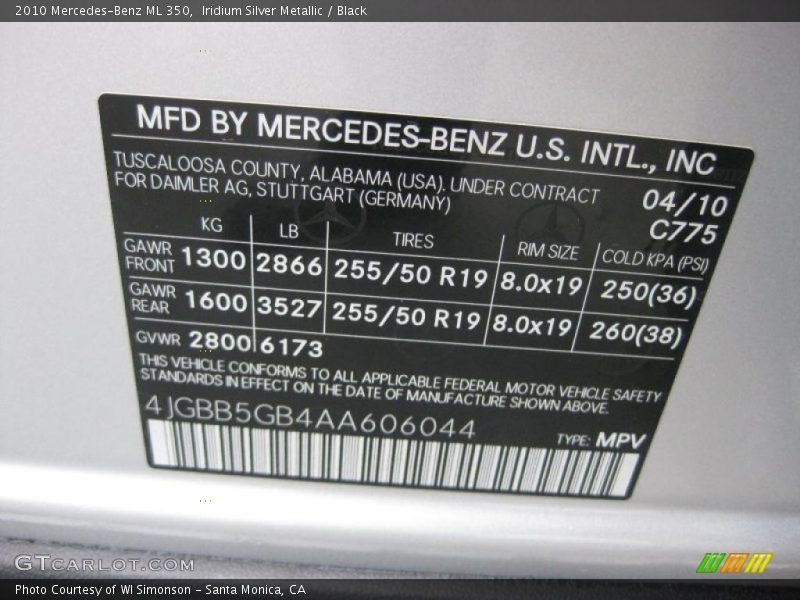 2010 Mercedes-Benz ML 350, Iridium Silver Metallic / Black
MFD BY MERCEDES-BENZ U.S. INTL., INC
TUSCALOOSA COUNTY, ALABAMA (USA). UNDER CONTRACT
FOR DAIMLER AG, STUTTGART (GERMANY)
04/10
C775
KG LB TIRES RIM SIZE COLD KPA (PSI)
GAWR FRONT 1300 2866 255/50 R19 8.0x19 250(36)
GAWR REAR 1600 3527 255/50 R19 8.0x19 260(38)
GVWR 2800 6173
THIS VEHICLE CONFORMS TO ALL APPLICABLE FEDERAL MOTOR VEHICLE SAFETY
STANDARDS IN EFFECT ON THE DATE OF MANUFACTURE SHOWN ABOVE.
4JGBB5GB4AA606044
TYPE: MPV
GTCARLOT.COM
Photo Courtesy of WI Simonson - Santa Monica, CA